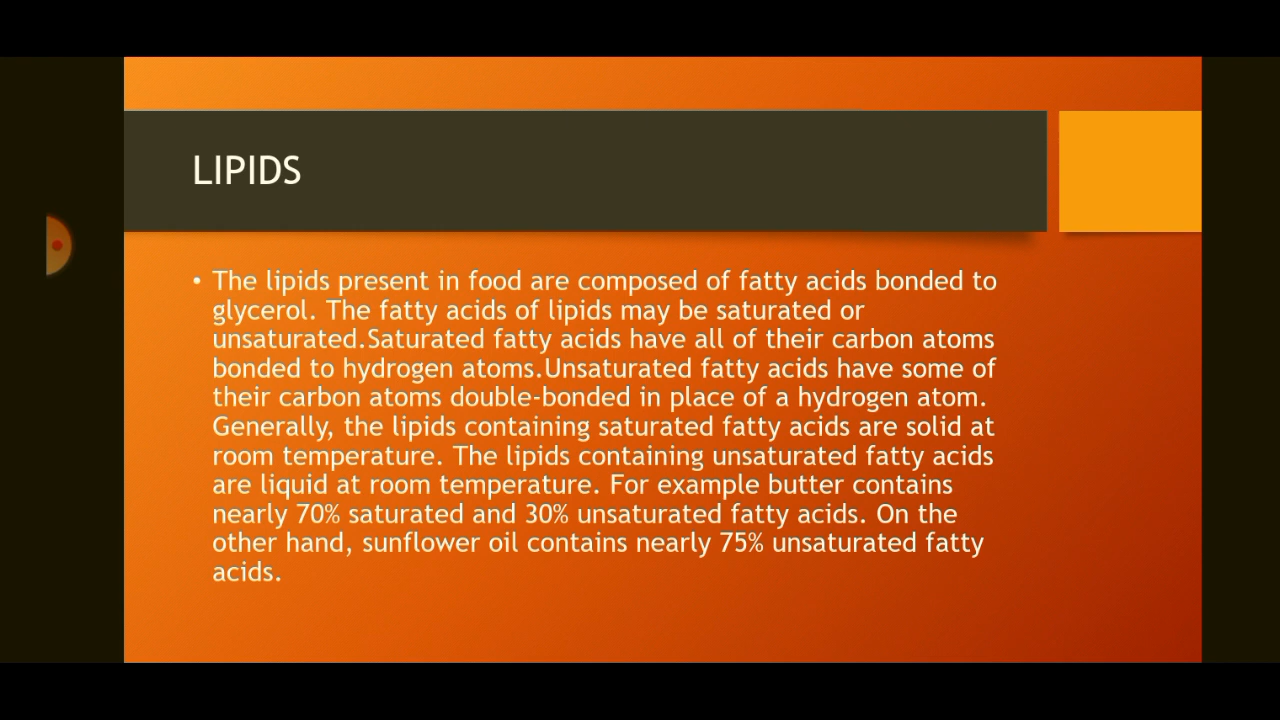 LIPIDS
• The lipids present in food are composed of fatty acids bonded to
glycerol. The fatty acids of lipids may be saturated or
unsaturated.Saturated fatty acids have all of their carbon atoms
bonded to hydrogen atoms.Unsaturated fatty acids have some of
their carbon atoms double-bonded in place of a hydrogen atom.
Generally, the lipids containing saturated fatty acids are solid at
room temperature. The lipids containing unsaturated fatty acids
are liquid at room temperature. For example butter contains
nearly 70% saturated and 30% unsaturated fatty acids. On the
other hand, sunflower oil contains nearly 75% unsaturated fatty
acids.